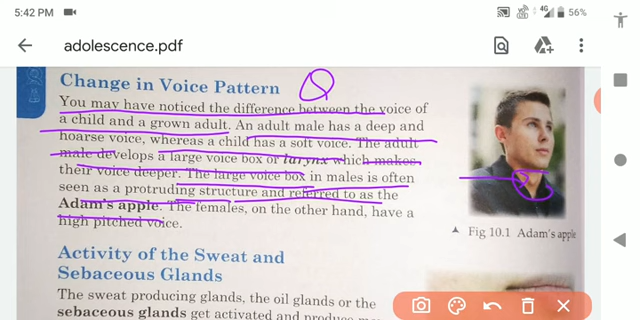 5:42 PM
4G
56%
adolescence.pdf
Change in Voice Pattern
You may have noticed the difference between the voice of
a child and a grown adult. An adult male has a deep and
hoarse voice, whereas a child has a soft voice. The adult
male develops a large voice box or larynx which makes
their voice deeper. The large voice box in males is often
seen as a protruding structure and referred to as the
Adam's apple. The females, on the other hand, have a
high pitched voice.
▲ Fig 10.1 Adam's apple
Activity of the Sweat and
Sebaceous Glands
The sweat producing glands, the oil glands or the
sebaceous glands get activated and produce